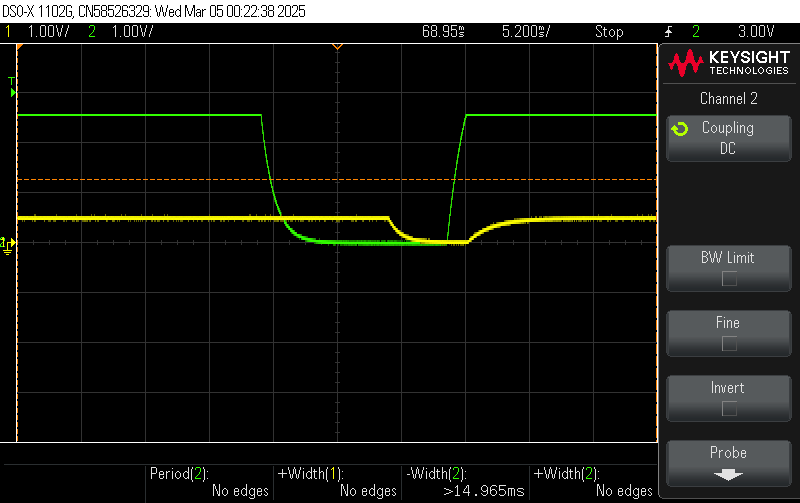 DSO-X 1102G, CN58526329: Wed Mar 05 00:22:38 2025
1 1.00V/ 2 1.00V/ 68.95s 5.200s/ Stop 2 3.00V
KEYSIGHT
TECHNOLOGIES
Channel 2
Coupling
DC
T
2
BW Limit
Fine
Invert
Probe
Period(2): +Width(1): -Width(2): +Width(2):
No edges No edges >14.965ms No edges